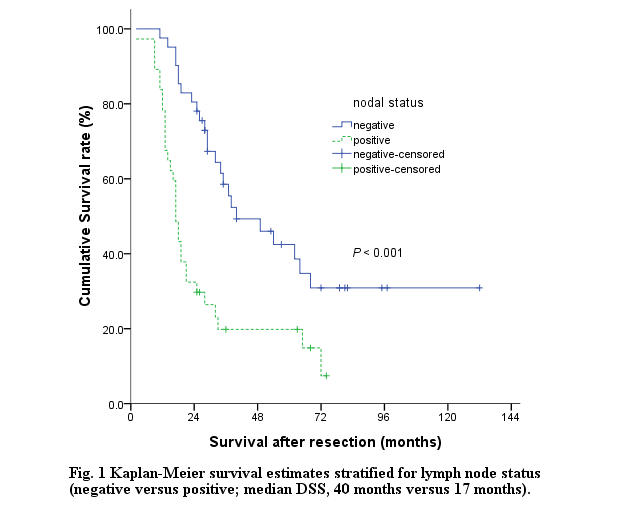 100.0
80.0
60.0
40.0
20.0
0.0
Cumulative Survival rate (%)
nodal status
negative
positive
negative-censored
positive-censored
P < 0.001
0 24 48 72 96 120 144
Survival after resection (months)
Fig. 1 Kaplan-Meier survival estimates stratified for lymph node status
(negative versus positive; median DSS, 40 months versus 17 months).